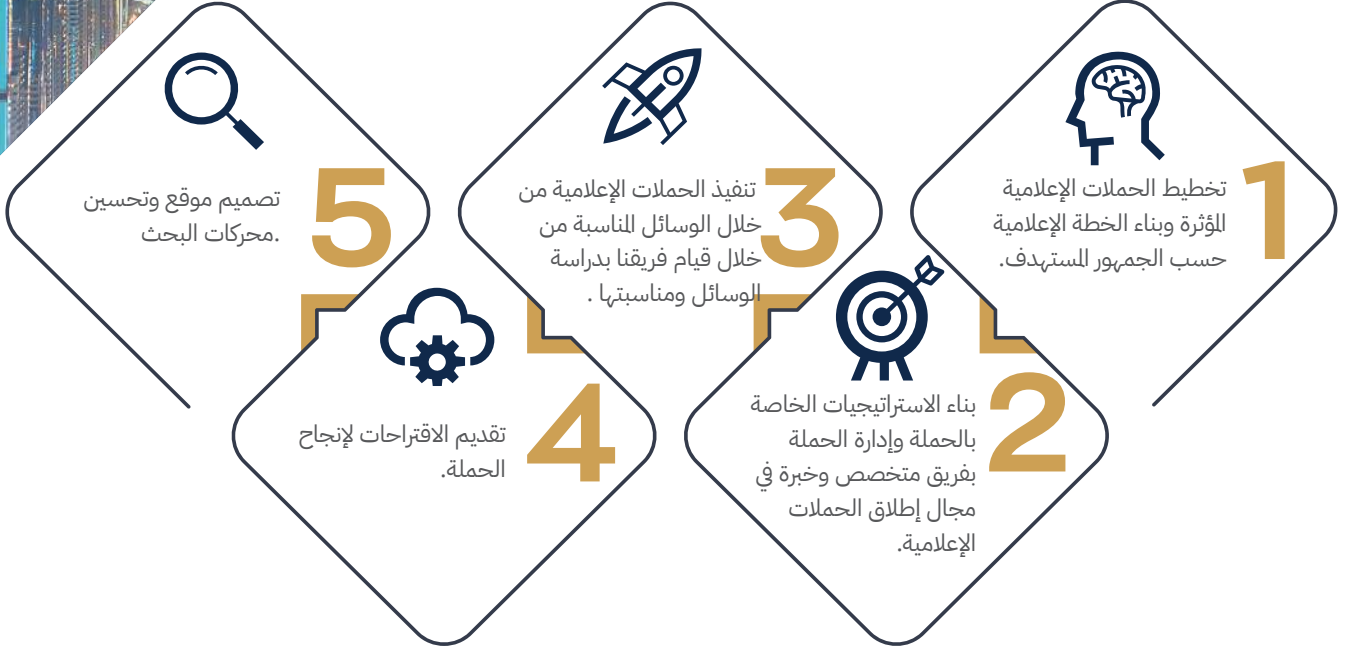 1
تخطيط الحملات الإعلامية
المؤثرة وبناء الخطة الإعلامية
حسب الجمهور المستهدف.
2
بناء الاستراتيجيات الخاصة
بالحملة وإدارة الحملة
بفريق متخصص وخبرة في
مجال إطلاق الحملات
الإعلامية.
3
تنفيذ الحملات الإعلامية من
خلال الوسائل المناسبة من
خلال قيام فريقنا بدراسة
الوسائل ومناسبتها .
4
تقديم الاقتراحات لإنجاح
الحملة.
5
تصميم موقع وتحسين
.محركات البحث